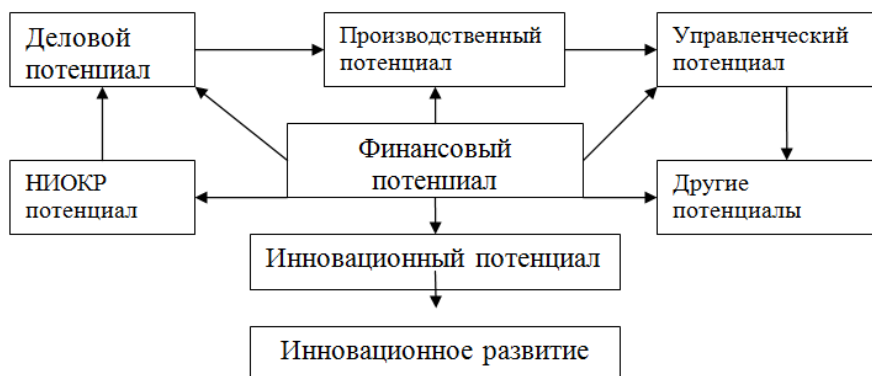 Деловой
потенциал
Производственный
потенциал
Управленческий
потенциал
Финансовый
потенциал
НИОКР
потенциал
Другие
потенциалы
Инновационный потенциал
Инновационное развитие